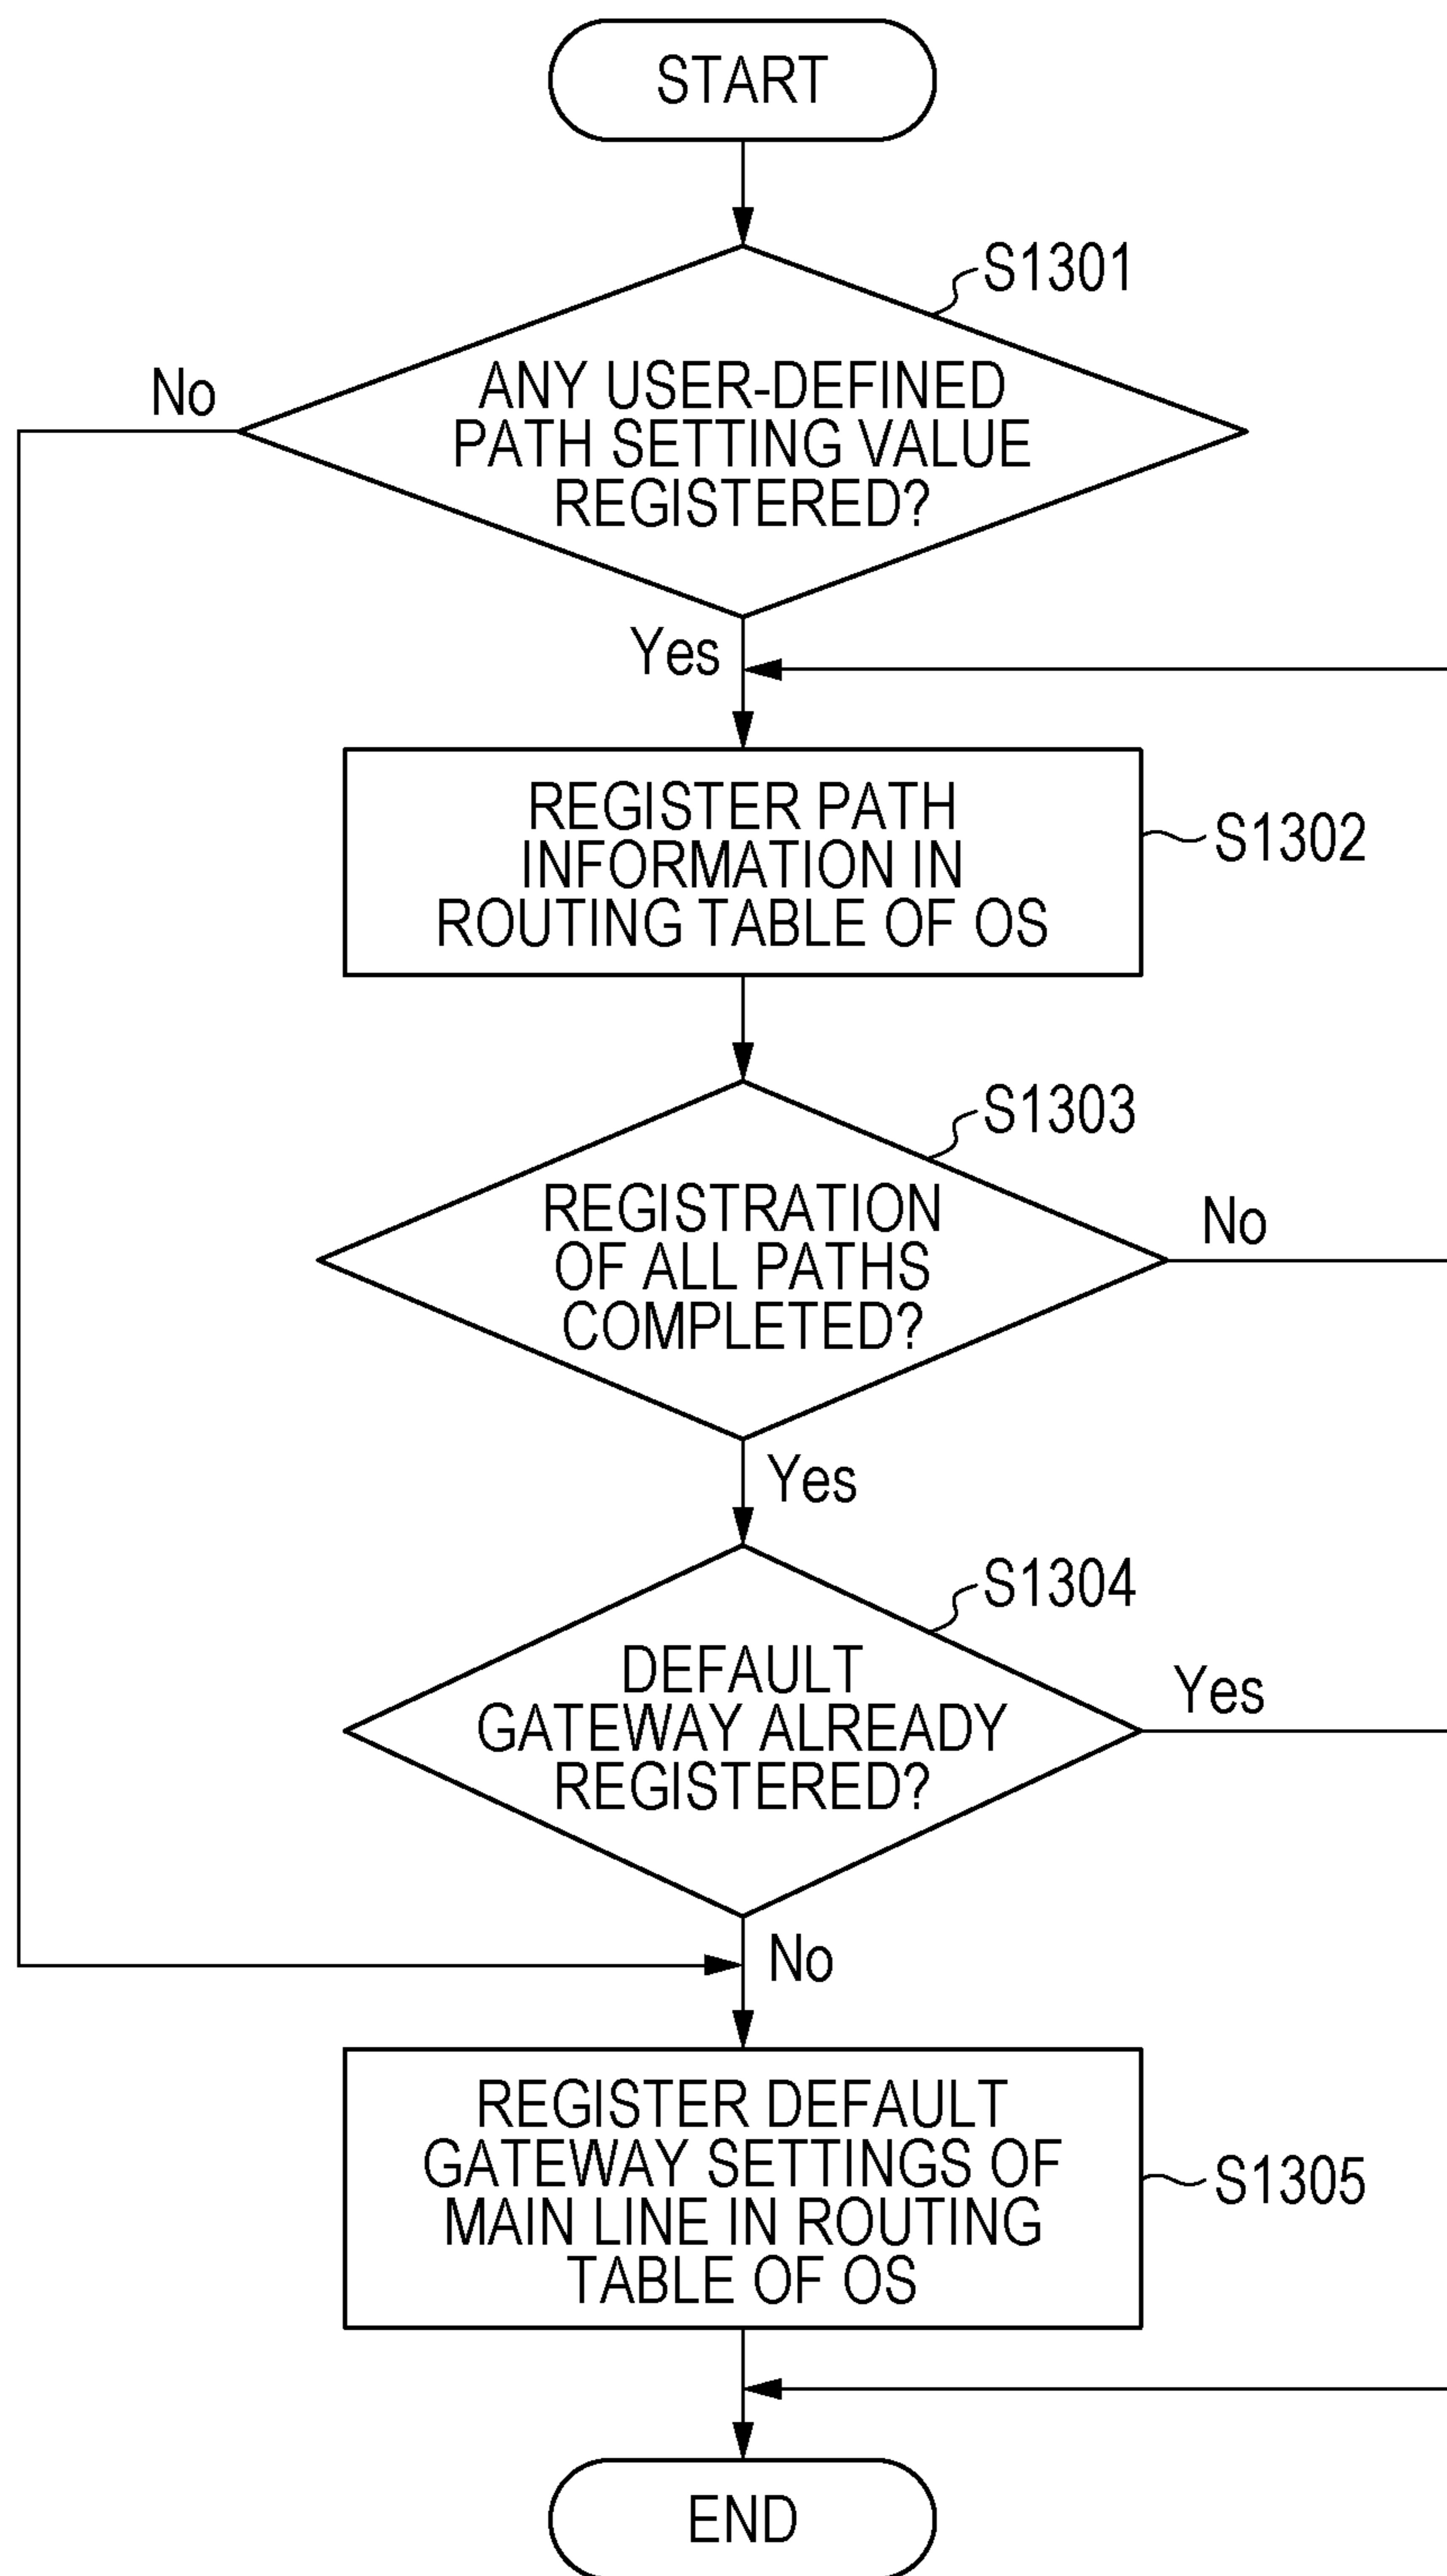 START
S1301
No
ANY USER-DEFINED
PATH SETTING VALUE
REGISTERED?
Yes
REGISTER PATH
INFORMATION IN
ROUTING TABLE OF OS
S1302
S1303
REGISTRATION
OF ALL PATHS
COMPLETED?
No
Yes
S1304
DEFAULT
GATEWAY ALREADY
REGISTERED?
Yes
No
REGISTER DEFAULT
GATEWAY SETTINGS OF
MAIN LINE IN ROUTING
TABLE OF OS
S1305
END